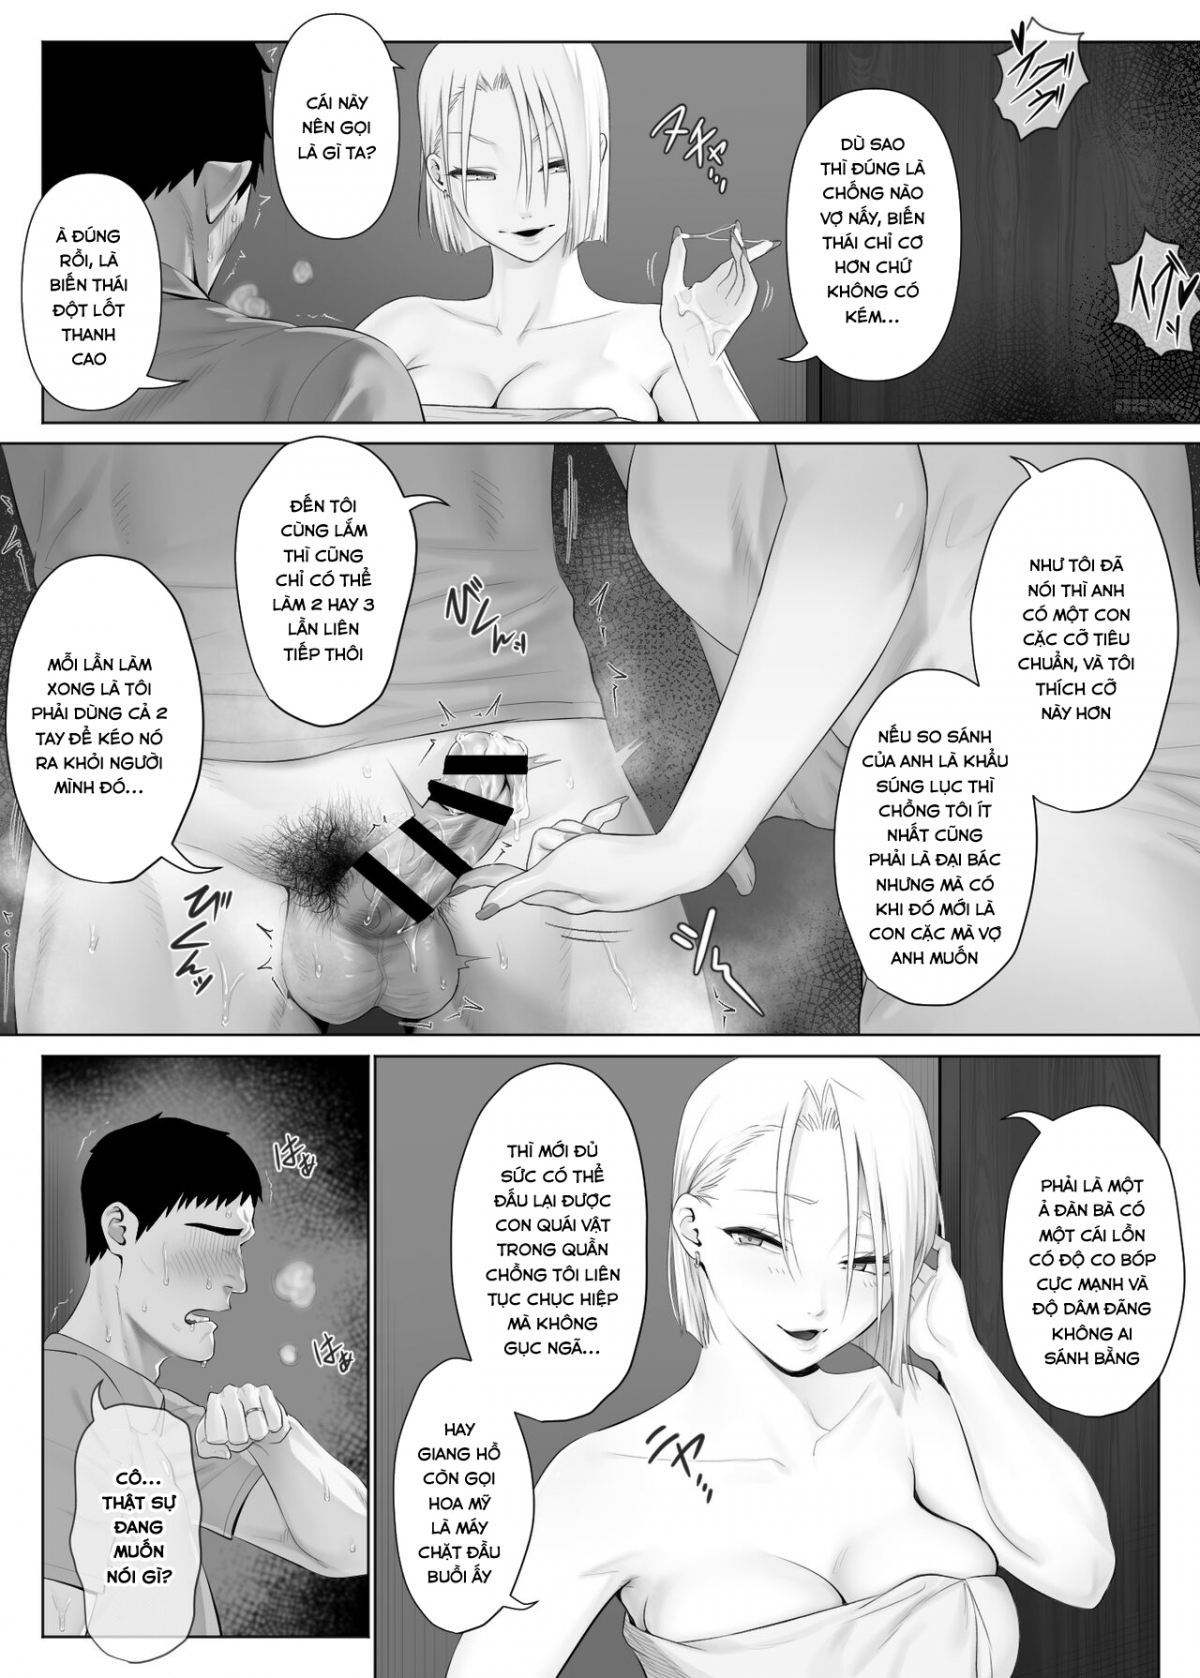 DÙ SAO
THÌ ĐÚNG LÀ
CHỐNG NÀO
VỢ NẤY, BIẾN
THÁI CHỈ CƠ
HƠN CHỨ
KHÔNG CÓ
KÉM...
CÁI NÀY
NÊN GỌI
LÀ GÌ TA?
À ĐÚNG
RỒI, LÀ
BIẾN THÁI
ĐỘT LỐT
THANH
CAO
NHƯ TÔI ĐÃ
NÓI THÌ ANH
CÓ MỘT CON
CẶC CỠ TIÊU
CHUẨN, VÀ TÔI
THÍCH CỠ
NÀY HƠN
NẾU SO SÁNH
CỦA ANH LÀ KHẨU
SÚNG LỤC THÌ
CHỒNG TÔI ÍT
NHẤT CŨNG
PHẢI LÀ ĐẠI BÁC
NHƯNG MÀ CÓ
KHI ĐÓ MỚI LÀ
CON CẶC MÀ VỢ
ANH MUỐN
ĐẾN TÔI
CÙNG LẮM
THÌ CŨNG
CHỈ CÓ THỂ
LÀM 2 HAY 3
LẦN LIÊN
TIẾP THÔI
MỖI LẦN LÀM
XONG LÀ TÔI
PHẢI DÙNG CẢ 2
TAY ĐỂ KÉO NÓ
RA KHỎI NGƯỜI
MÌNH ĐÓ...
PHẢI LÀ MỘT
Ả ĐÀN BÀ CÓ
MỘT CÁI LỒN
CÓ ĐỘ CO BÓP
CỰC MẠNH VÀ
ĐỘ DÂM ĐÃNG
KHÔNG AI
SÁNH BẰNG
THÌ MỚI ĐỦ
SỨC CÓ THỂ
ĐẤU LẠI ĐƯỢC
CON QUÁI VẬT
TRONG QUẦN
CHỒNG TÔI LIÊN
TỤC CHỤC HIỆP
MÀ KHÔNG
GỤC NGÃ...
HAY
GIANG HỒ
CÒN GỌI
HOA MỸ
LÀ MÁY
CHẶT ĐẦU
BUỒI ẤY
CÔ...
THẬT SỰ
ĐANG
MUỐN
NÓI GÌ?